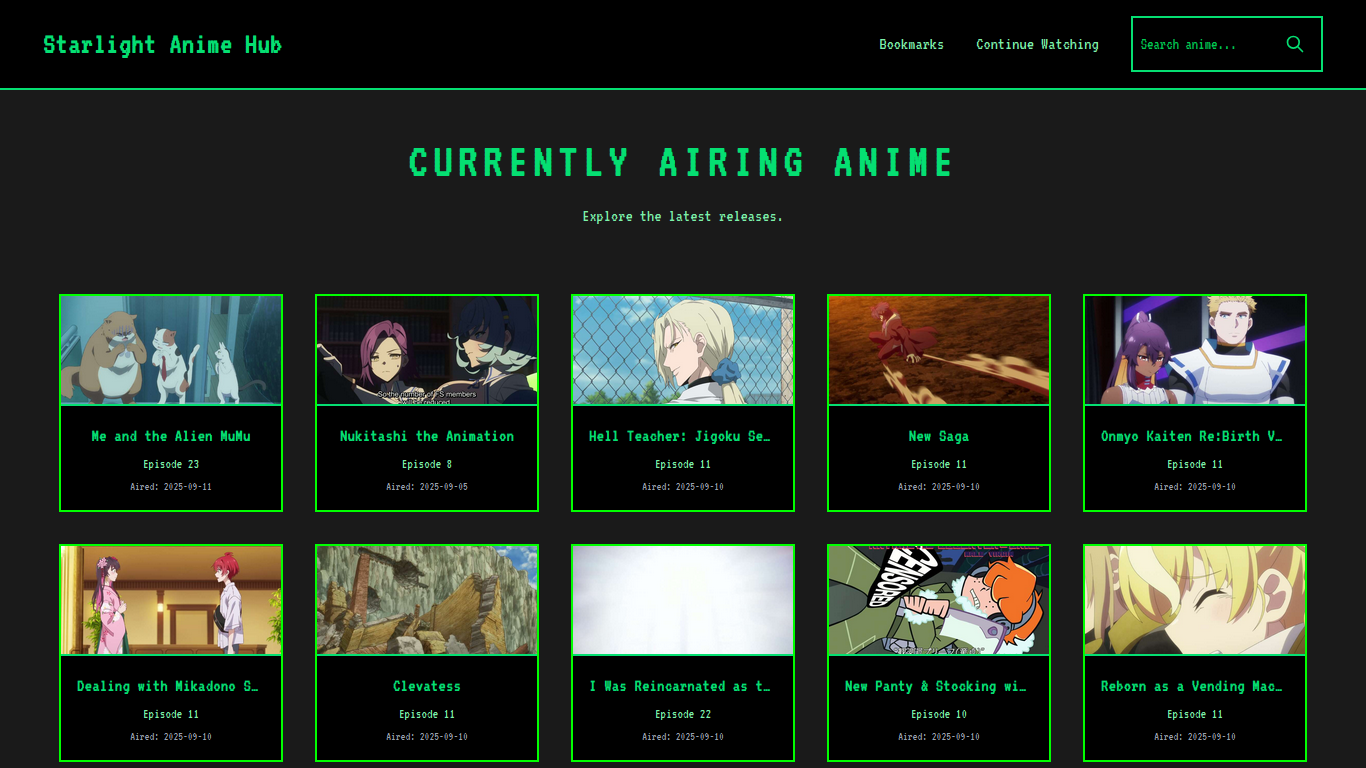 Starlight Anime Hub
Bookmarks
Continue Watching
Search anime...
CURRENTLY AIRING ANIME
Explore the latest releases.
So the number of FS members
will be reduced.
Me and the Alien MuMu
Episode 23
Aired: 2025-09-11
Nukitashi the Animation
Episode 8
Aired: 2025-09-05
Hell Teacher: Jigoku Se…
Episode 11
Aired: 2025-09-10
New Saga
Episode 11
Aired: 2025-09-10
Onmyo Kaiten Re:Birth V…
Episode 11
Aired: 2025-09-10
CENSORED
Dealing with Mikadono S…
Episode 11
Aired: 2025-09-10
Clevatess
Episode 11
Aired: 2025-09-10
I Was Reincarnated as t…
Episode 22
Aired: 2025-09-10
New Panty & Stocking wi…
Episode 10
Aired: 2025-09-10
Reborn as a Vending Mac…
Episode 11
Aired: 2025-09-10